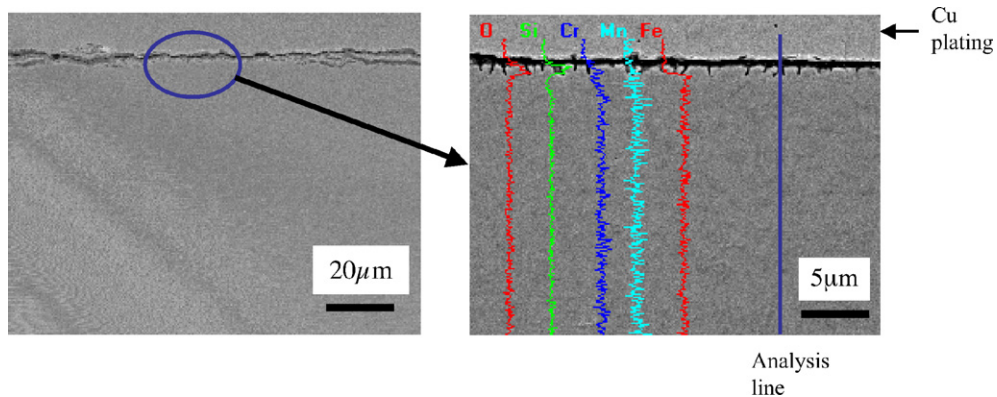 O Si Cr Mn Fe
Cu
plating
20µm
5µm
Analysis
line